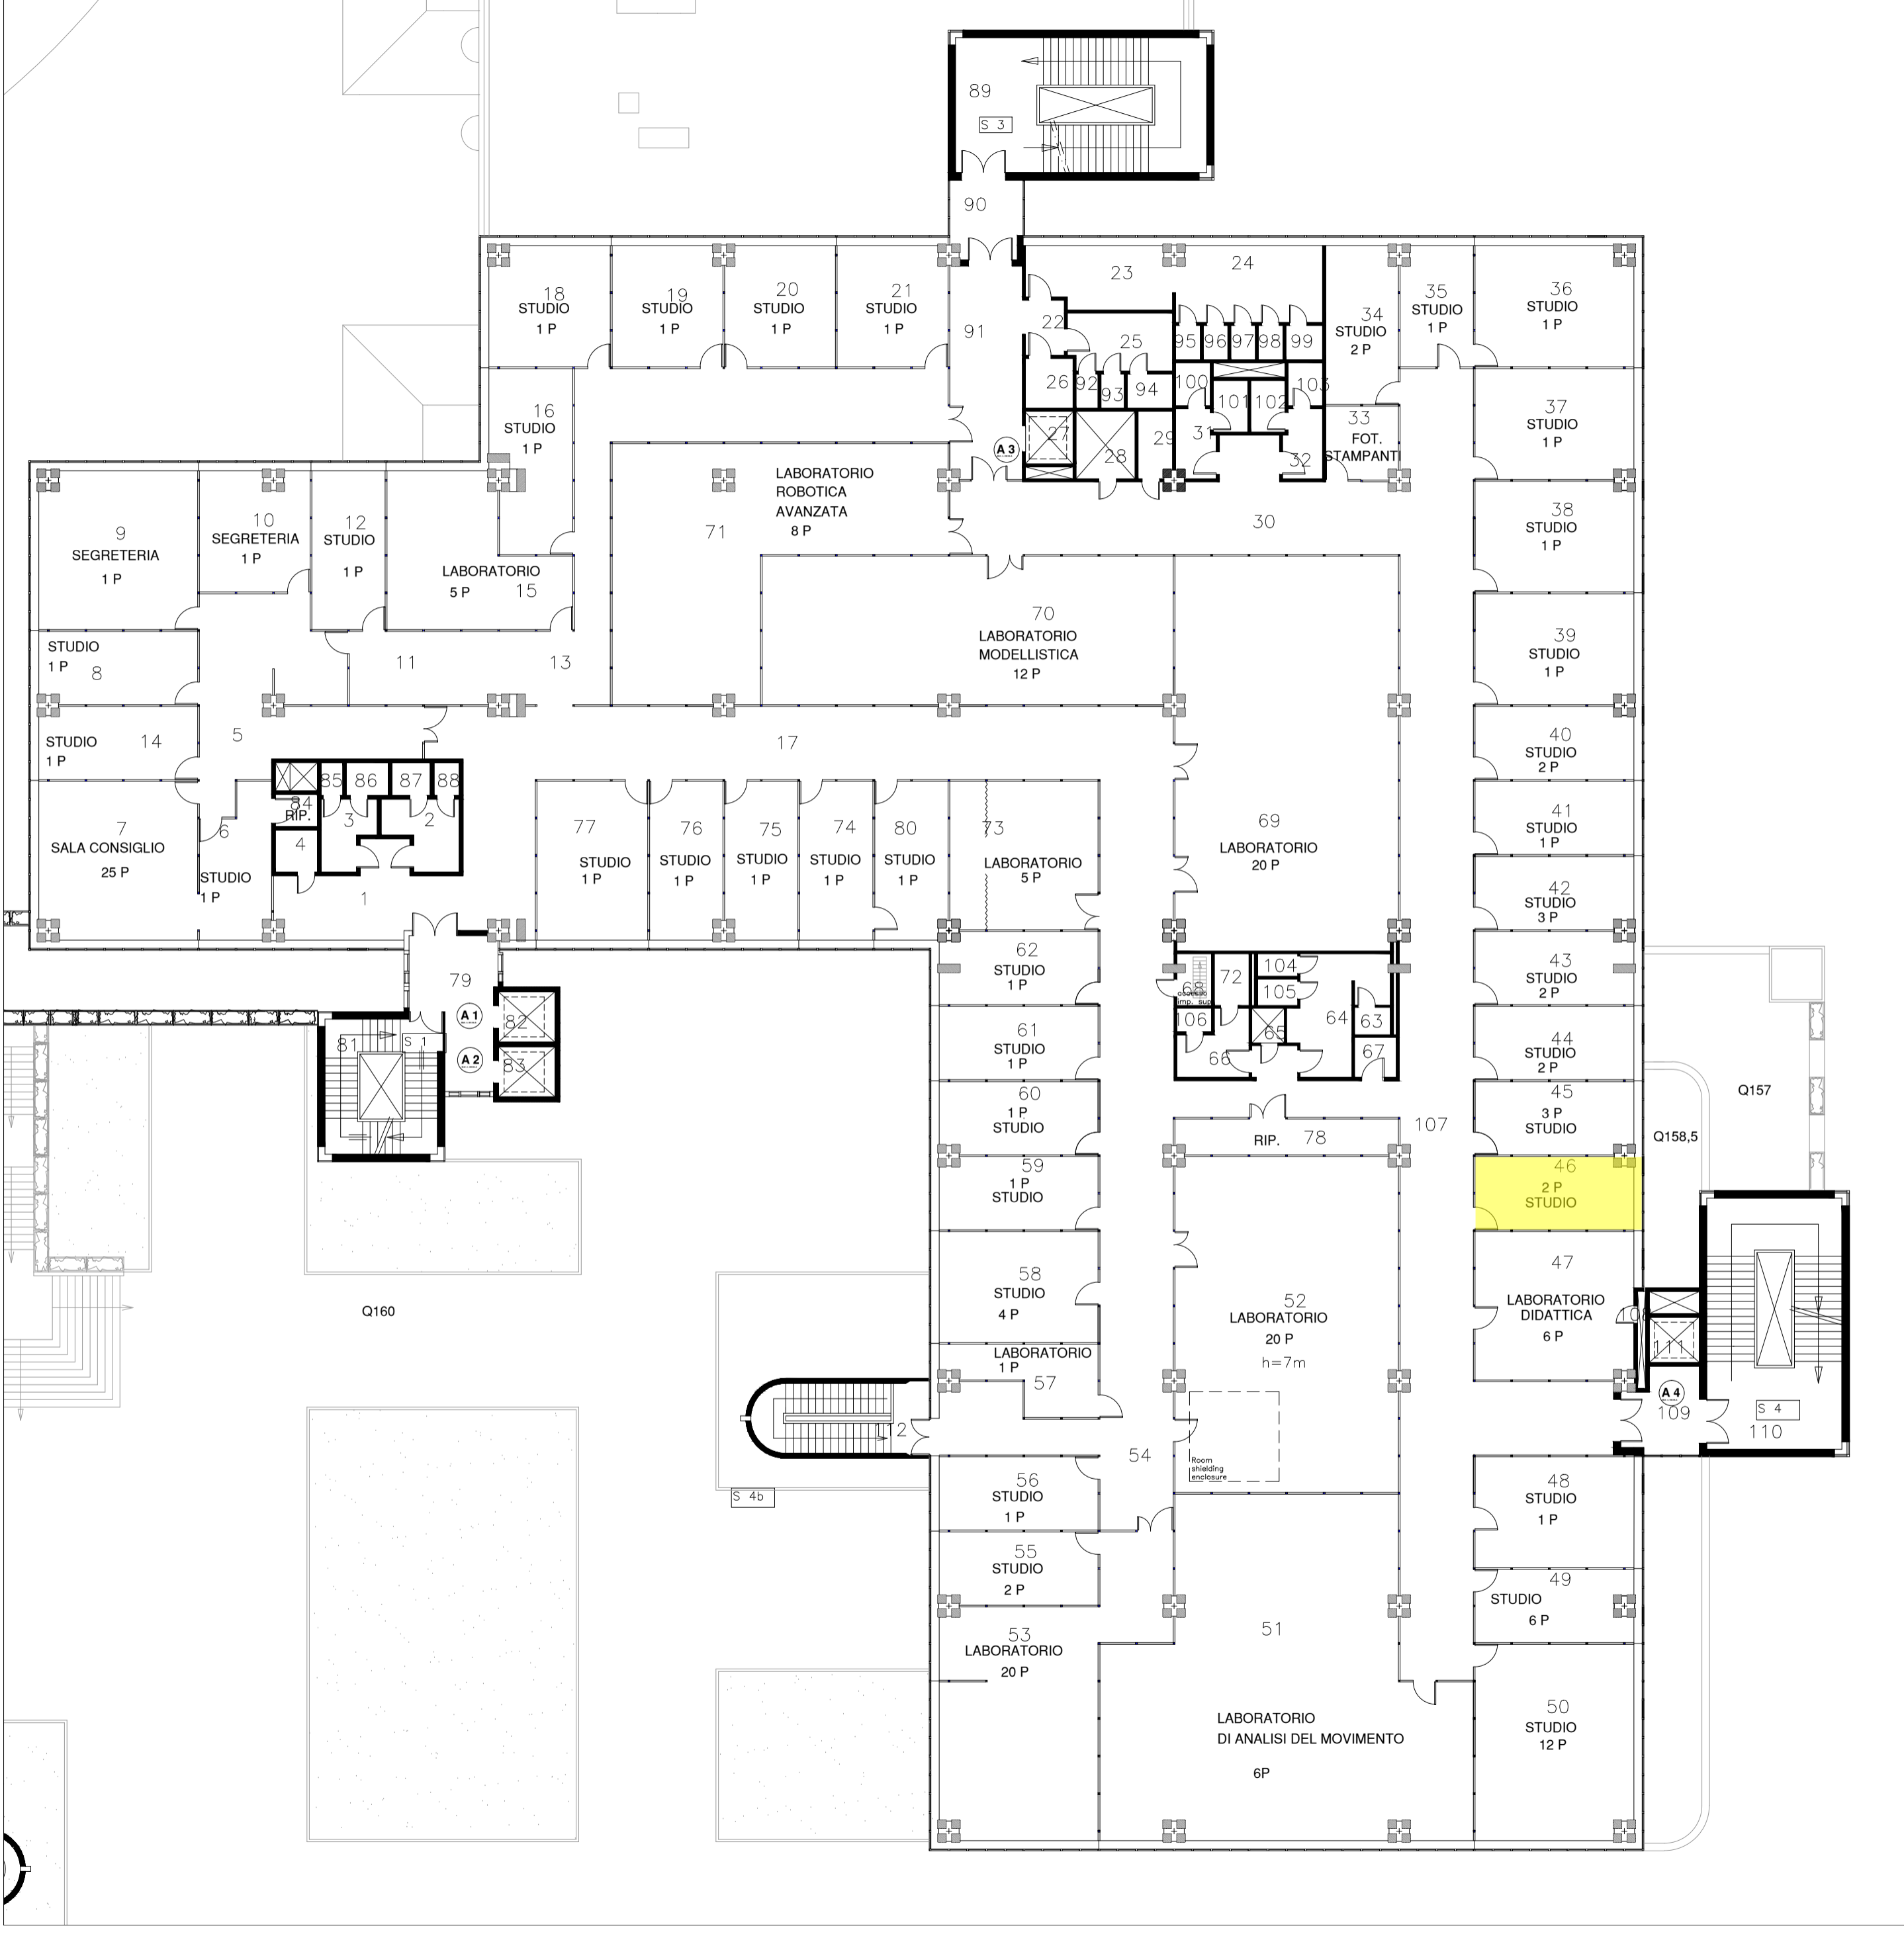 89
S 3
90
18
STUDIO
1 P
19
STUDIO
1 P
20
STUDIO
1 P
21
STUDIO
1 P
91
22
23
24
25
26
92
93
94
95
96
97
98
99
100
101
102
103
27
28
29
31
32
A 3
34
STUDIO
2 P
35
STUDIO
1 P
36
STUDIO
1 P
33
FOT.
STAMPANTI
37
STUDIO
1 P
16
STUDIO
1 P
LABORATORIO
ROBOTICA
AVANZATA
8 P
71
30
38
STUDIO
1 P
9
SEGRETERIA
1 P
10
SEGRETERIA
1 P
12
STUDIO
1 P
LABORATORIO
5 P
15
70
LABORATORIO
MODELLISTICA
12 P
39
STUDIO
1 P
STUDIO
1 P
8
11
13
STUDIO
1 P
14
5
17
40
STUDIO
2 P
7
SALA CONSIGLIO
25 P
6
STUDIO
1 P
84
RIP.
4
85
86
87
88
3
2
1
77
STUDIO
1 P
76
STUDIO
1 P
75
STUDIO
1 P
74
STUDIO
1 P
80
STUDIO
1 P
73
LABORATORIO
5 P
69
LABORATORIO
20 P
41
STUDIO
1 P
42
STUDIO
3 P
79
A 1
82
81
S 1
A 2
83
62
STUDIO
1 P
68
imp. sup.
72
104
105
106
65
66
64
63
67
43
STUDIO
2 P
61
STUDIO
1 P
44
STUDIO
2 P
60
1 P
STUDIO
RIP.
78
107
45
3 P
STUDIO
Q157
Q158,5
59
1 P
STUDIO
46
2 P
STUDIO
58
STUDIO
4 P
52
LABORATORIO
20 P
h=7m
47
LABORATORIO
DIDATTICA
6 P
111
Q160
LABORATORIO
1 P
57
A 4
109
S 4
110
54
Room
shielding
enclosure
S 4b
56
STUDIO
1 P
48
STUDIO
1 P
55
STUDIO
2 P
49
STUDIO
6 P
53
LABORATORIO
20 P
51
LABORATORIO
DI ANALISI DEL MOVIMENTO
6P
50
STUDIO
12 P